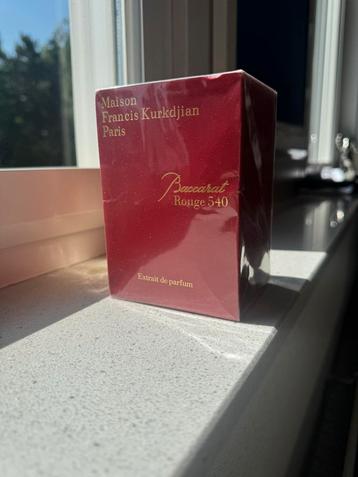 Maison
Francis Kurkdjian
Paris
Baccarat
Rouge 540
Extrait de parfum